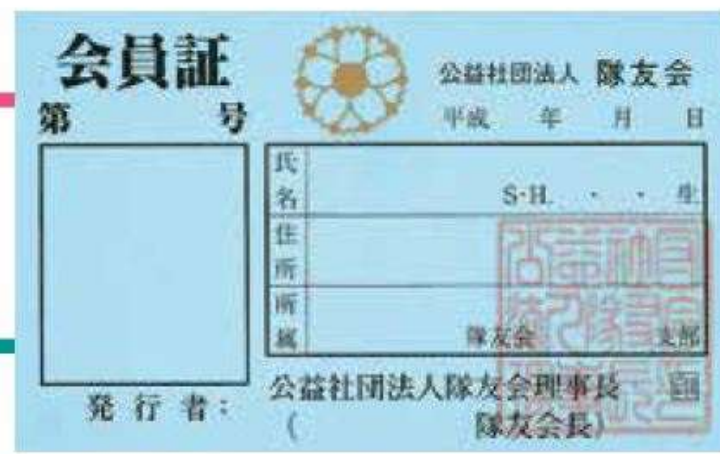 会員証
公益社団法人 隊友会
第 号
平成 年 月 日
氏名
S・H. ・ ・ 生
住所
所属
隊友会 支部
発行者：
公益社団法人隊友会理事長 印
( 隊友会長)